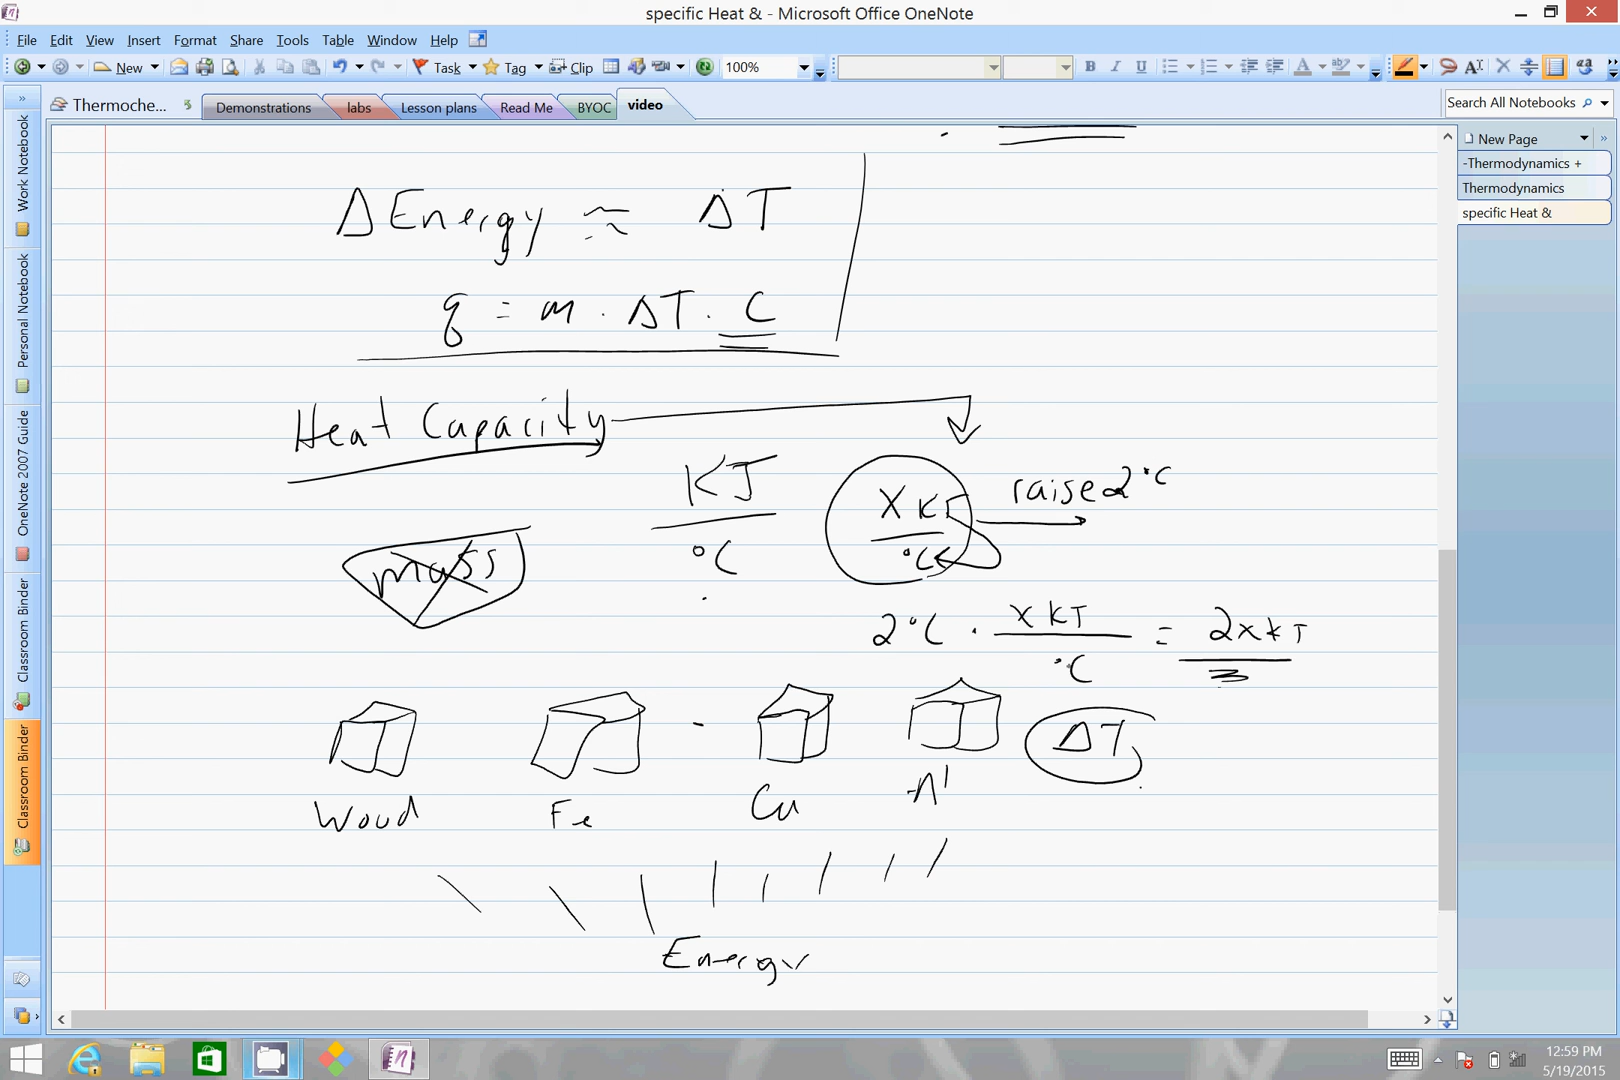 specific Heat & - Microsoft Office OneNote
File Edit View Insert Format Share Tools Table Window Help
New Task Tag Clip 100% B I U
Thermoche... Demonstrations labs Lesson plans Read Me BYOC video Search All Notebooks
New Page
-Thermodynamics +
Thermodynamics
specific Heat &
Work Notebook
Personal Notebook
OneNote 2007 Guide
Classroom Binder
Classroom Binder
Δ Energy ≈ ΔT
q = m · ΔT · C
Heat Capacity
KJ
°C
X KJ
°C
raise 2°C
mass
2°C · X KJ = 2x KJ
°C
ΔT
Wood Fe Cu
Energy
12:59 PM
5/19/2015